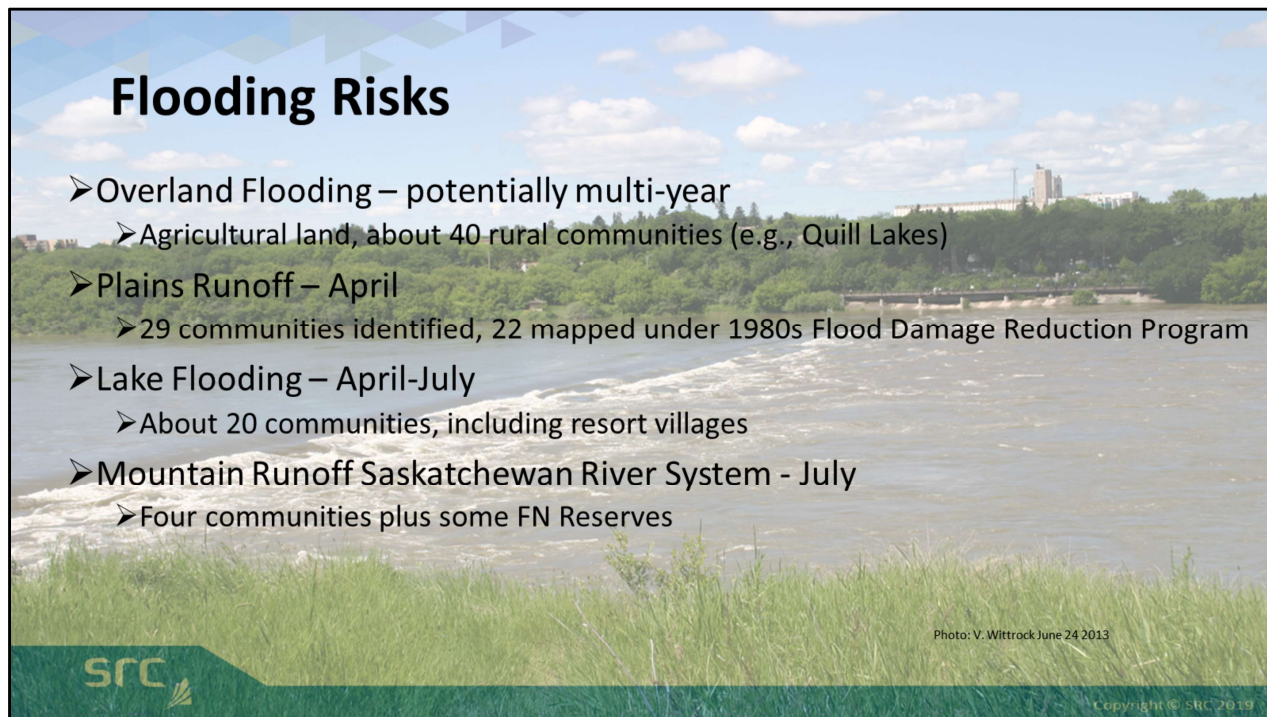 Flooding Risks
➢Overland Flooding – potentially multi-year
➢Agricultural land, about 40 rural communities (e.g., Quill Lakes)
➢Plains Runoff – April
➢29 communities identified, 22 mapped under 1980s Flood Damage Reduction Program
➢Lake Flooding – April-July
➢About 20 communities, including resort villages
➢Mountain Runoff Saskatchewan River System - July
➢Four communities plus some FN Reserves
Photo: V. Wittrock June 24 2013
src
Copyright © SRC 2019